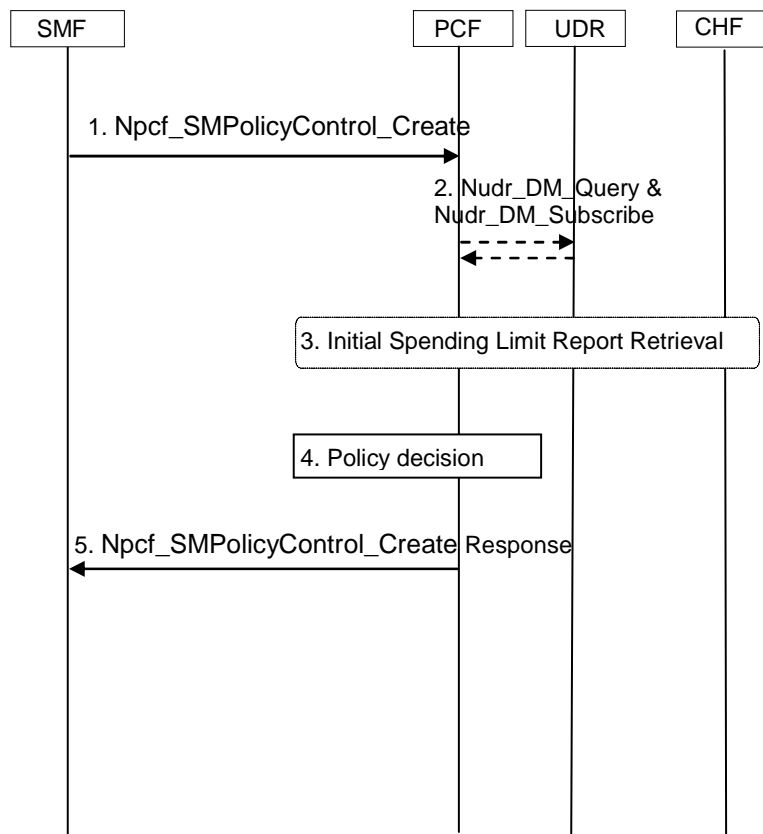 SMF
PCF
UDR
CHF
1. Npcf_SMPolicyControl_Create
2. Nudr_DM_Query &
Nudr_DM_Subscribe
3. Initial Spending Limit Report Retrieval
4. Policy decision
5. Npcf_SMPolicyControl_Create Response